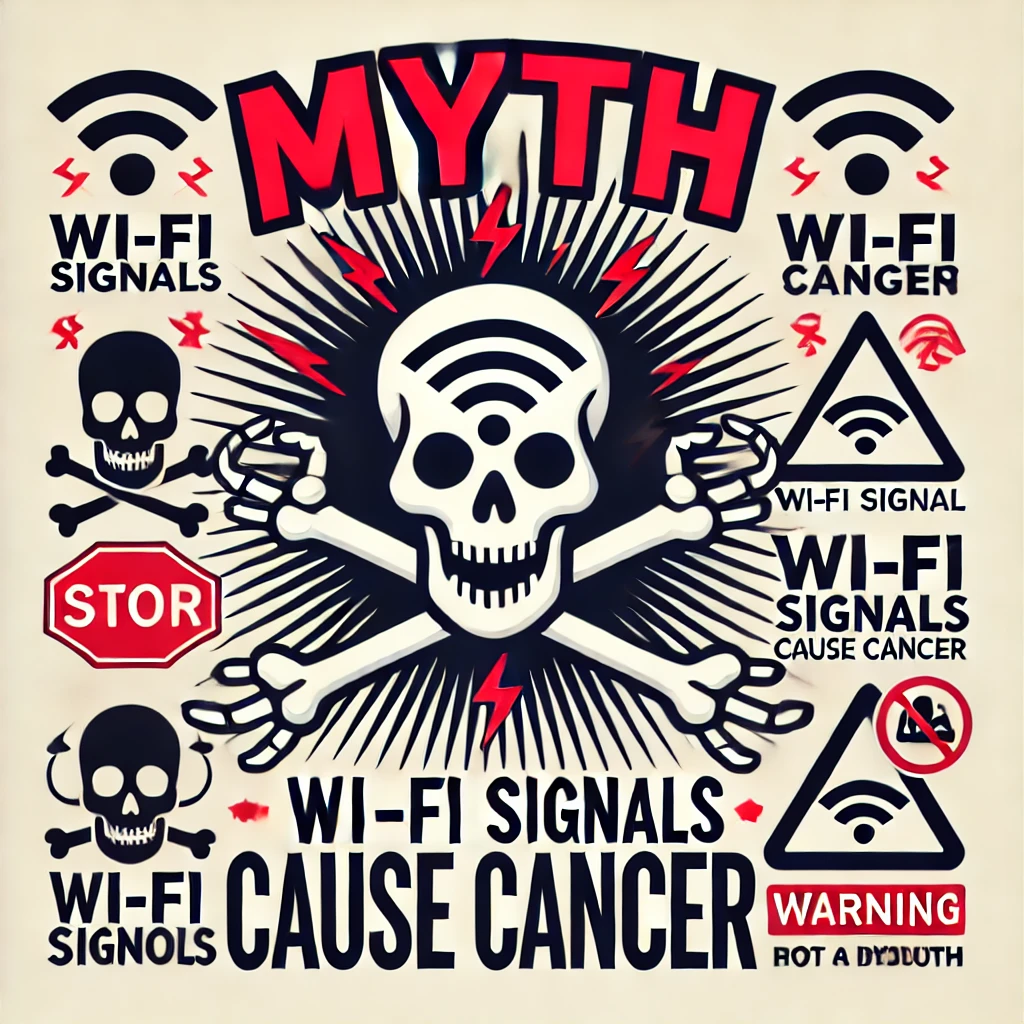 MYTH
WI-FI
SIGNALS
WI-FI
CANGER
WI-FI SIGNAL
STOR
WI-FI
SIGNALS
CAUSE CANCER
WI-FI SIGNALS
CAUSE CANCER
WI-FI
SIGNOLS
WARNING